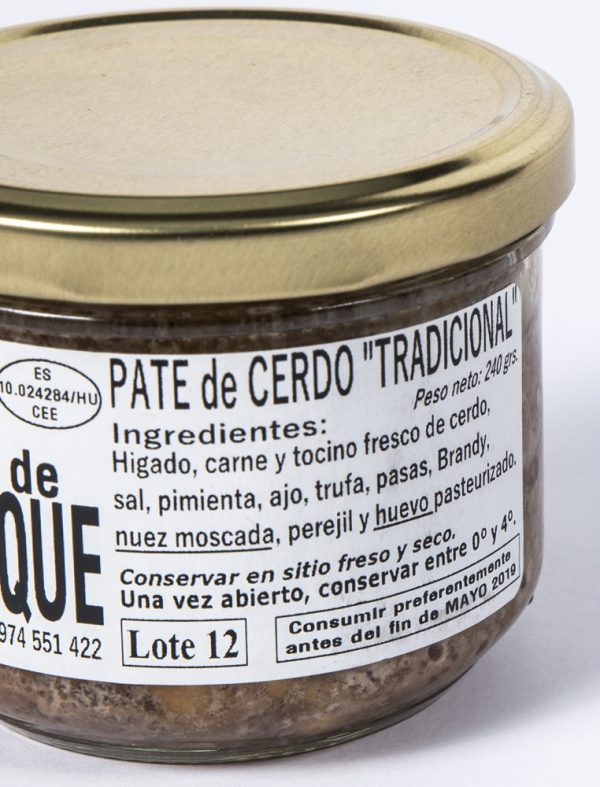 ES
10.024284/HU
CEE
de
QUE
974 551 422
PATE de CERDO "TRADICIONAL"
Peso neto: 240 grs.
Ingredientes:
Higado, carne y tocino fresco de cerdo,
sal, pimienta, ajo, trufa, pasas, Brandy,
nuez moscada, perejil y huevo pasteurizado.
Conservar en sitio freso y seco.
Una vez abierto, conservar entre 0º y 4º.
Lote 12
Consumir preferentemente
antes del fin de MAYO 2019